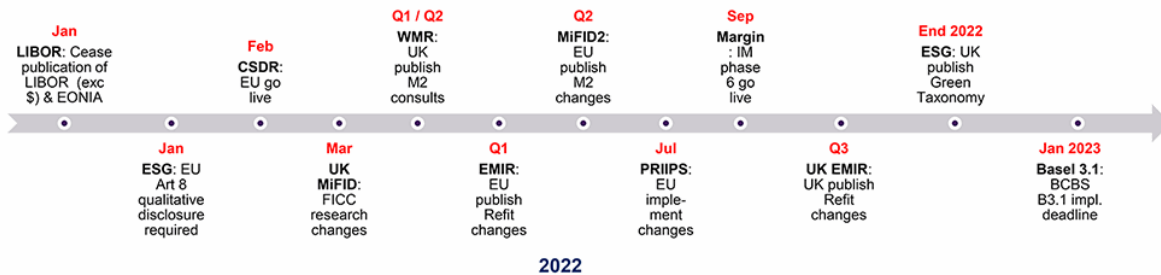 Jan
LIBOR: Cease
publication of
LIBOR (exc
$) & EONIA
Feb
CSDR:
EU go
live
Q1 / Q2
WMR:
UK
publish
M2
consults
Q2
MiFID2:
EU
publish
M2
changes
Sep
Margin
: IM
phase
6 go
live
End 2022
ESG: UK
publish
Green
Taxonomy
Jan
ESG: EU
Art 8
qualitative
disclosure
required
Mar
UK
MiFID:
FICC
research
changes
Q1
EMIR:
EU
publish
Refit
changes
Jul
PRIIPS:
EU
imple-
ment
changes
Q3
UK EMIR:
UK publish
Refit
changes
Jan 2023
Basel 3.1:
BCBS
B3.1 impl.
deadline
2022